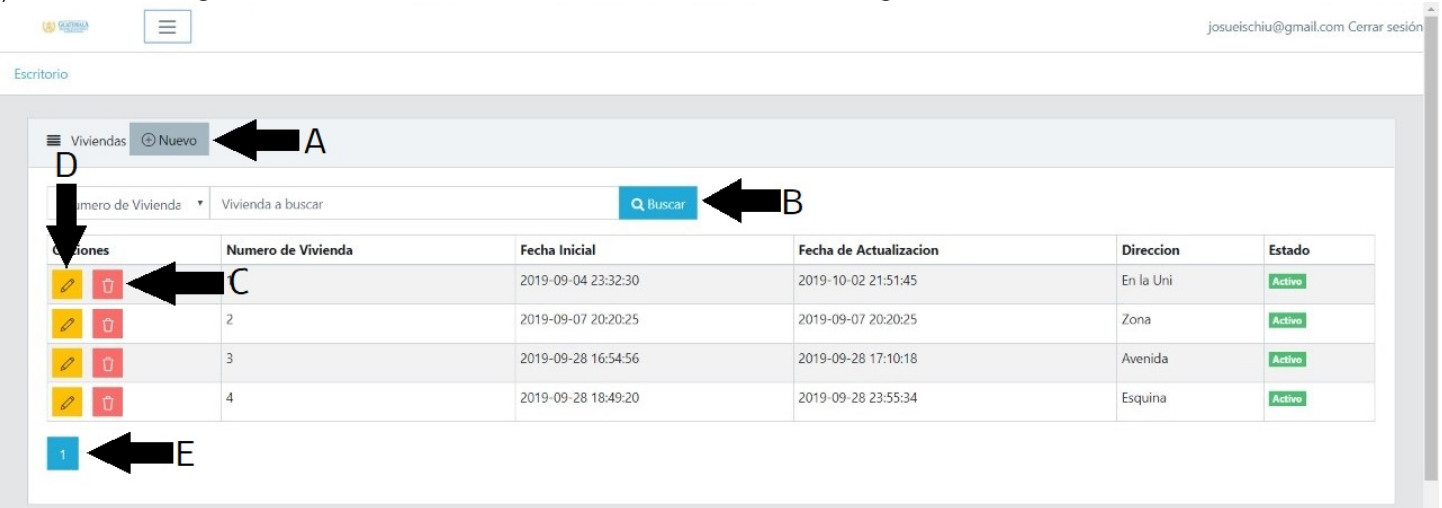 GUATEMALA
josueischiu@gmail.com Cerrar sesión
Escritorio
Viviendas Nuevo A
D
de Vivienda Vivienda a buscar Buscar B
Numero de Vivienda Fecha Inicial Fecha de Actualizacion Direccion Estado
C 2019-09-04 23:32:30 2019-10-02 21:51:45 En la Uni Activo
2 2019-09-07 20:20:25 2019-09-07 20:20:25 Zona Activo
3 2019-09-28 16:54:56 2019-09-28 17:10:18 Avenida Activo
4 2019-09-28 18:49:20 2019-09-28 23:55:34 Esquina Activo
1 E